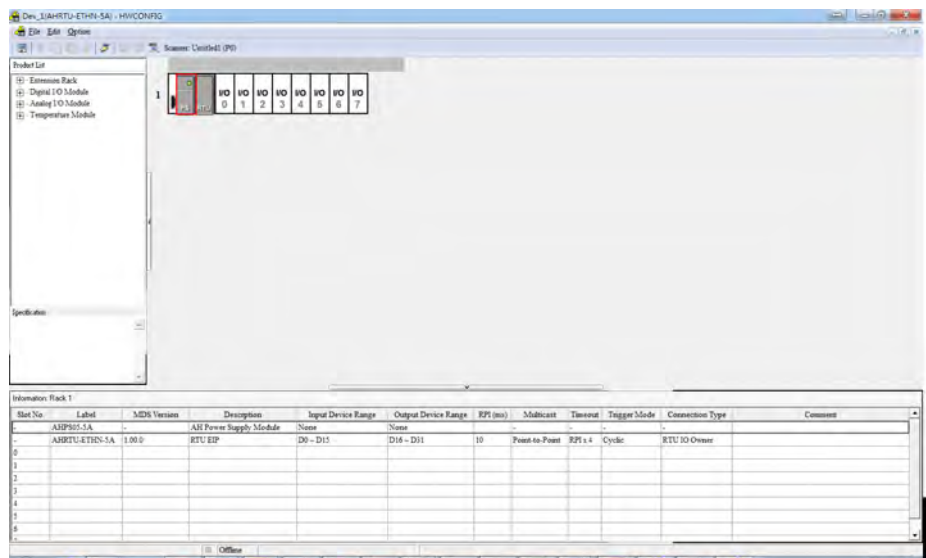 Dev_1(AHRTU-ETHN-5A) - HWCONFIG
File Edit Option
Scanner: Untitled1 (P0)
Product List
Extension Rack
Digital I/O Module
Analog I/O Module
Temperature Module
1 PS RTU I/O 0 I/O 1 I/O 2 I/O 3 I/O 4 I/O 5 I/O 6 I/O 7
Specification
Information: Rack 1
Slot No. Label MDS Version Description Input Device Range Output Device Range RPI (ms) Multicast Timeout Trigger Mode Connection Type Comment
- AHPS05-5A - AH Power Supply Module None None - - - -
- AHRTU-ETHN-5A 1.00.0 RTU EIP D0 ~ D15 D16 ~ D31 10 Point-to-Point RPI x 4 Cyclic RTU IO Owner
0
1
2
3
4
5
6
Offline